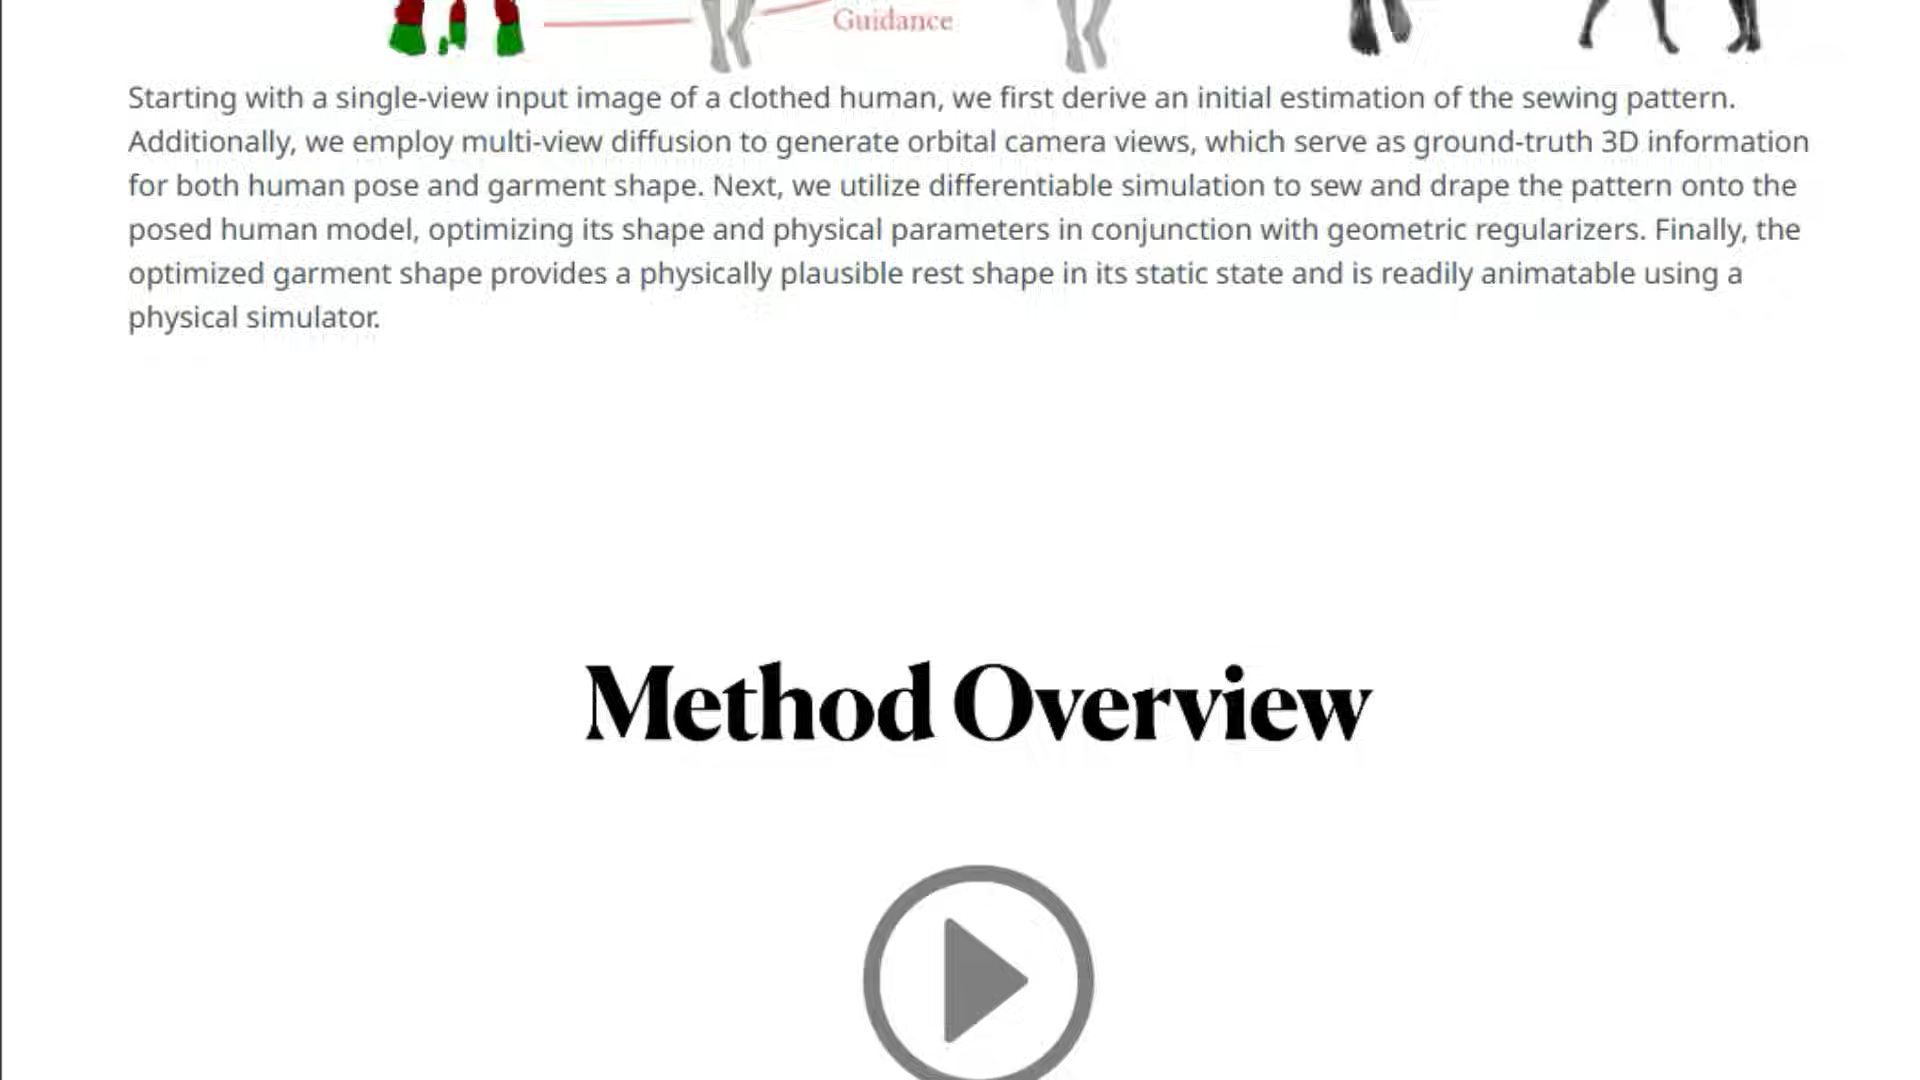 Guidance
Starting with a single-view input image of a clothed human, we first derive an initial estimation of the sewing pattern.
Additionally, we employ multi-view diffusion to generate orbital camera views, which serve as ground-truth 3D information
for both human pose and garment shape. Next, we utilize differentiable simulation to sew and drape the pattern onto the
posed human model, optimizing its shape and physical parameters in conjunction with geometric regularizers. Finally, the
optimized garment shape provides a physically plausible rest shape in its static state and is readily animatable using a
physical simulator.
Method Overview